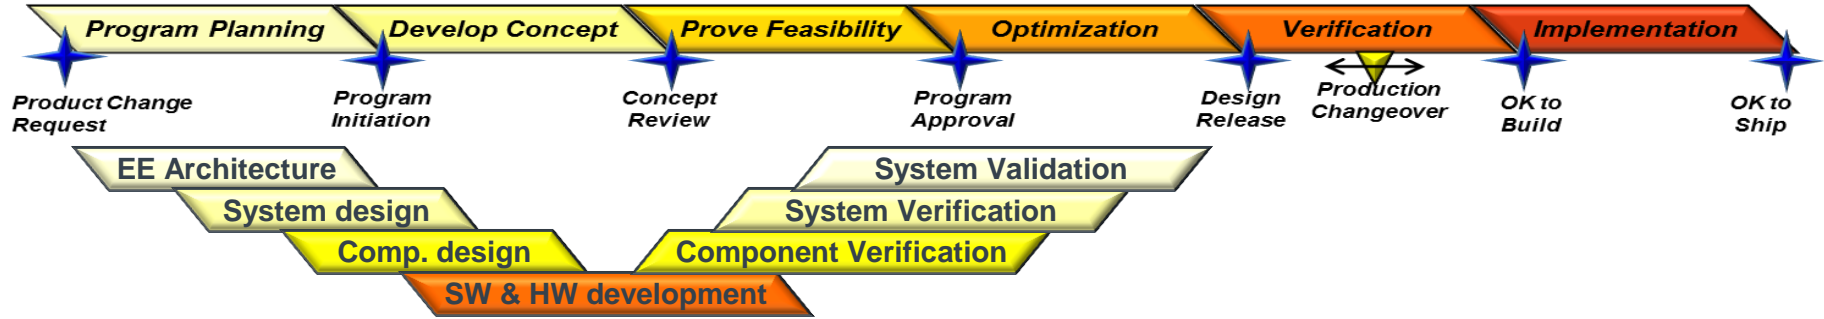 Program Planning
Develop Concept
Prove Feasibility
Optimization
Verification
Implementation
Product Change
Request
Program
Initiation
Concept
Review
Program
Approval
Design
Release
Production
Changeover
OK to
Build
OK to
Ship
EE Architecture
System Validation
System design
System Verification
Comp. design
Component Verification
SW & HW development